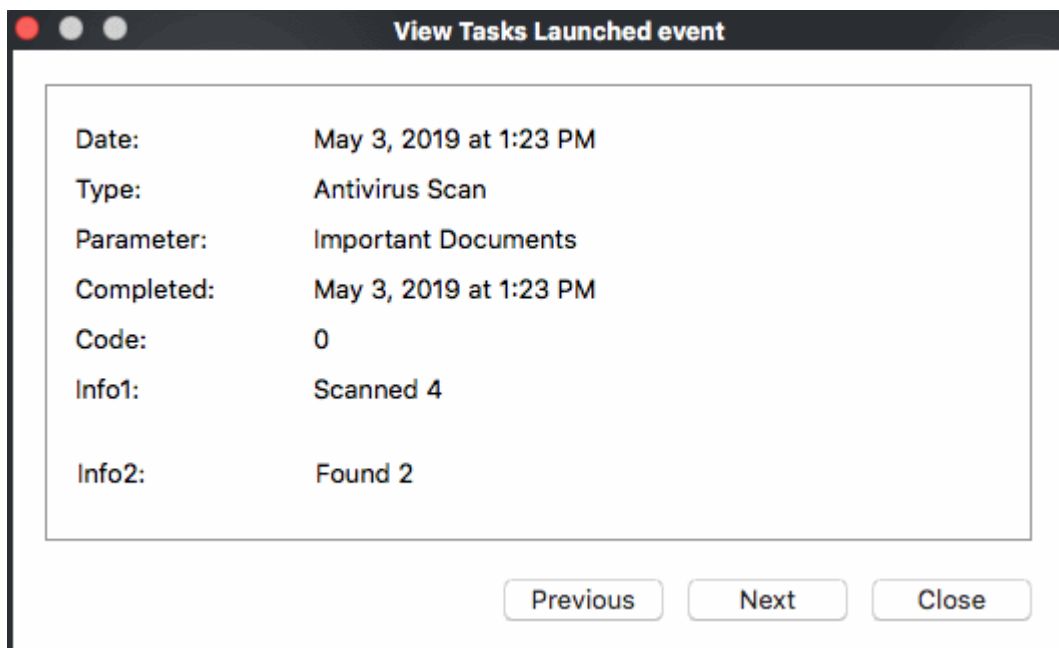 View Tasks Launched event
Date: May 3, 2019 at 1:23 PM
Type: Antivirus Scan
Parameter: Important Documents
Completed: May 3, 2019 at 1:23 PM
Code: 0
Info1: Scanned 4
Info2: Found 2
Previous Next Close